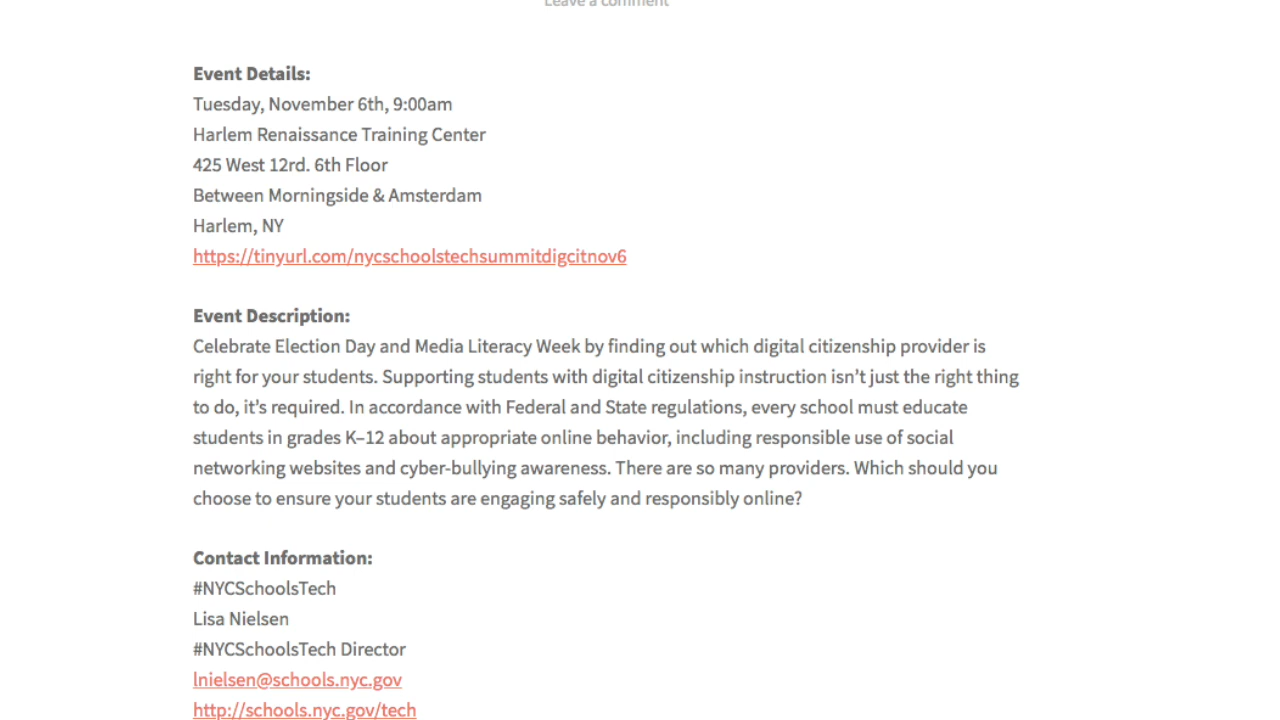 Leave a comment
Event Details:
Tuesday, November 6th, 9:00am
Harlem Renaissance Training Center
425 West 12rd. 6th Floor
Between Morningside & Amsterdam
Harlem, NY
https://tinyurl.com/nycschoolstechsummitdigcitnov6
Event Description:
Celebrate Election Day and Media Literacy Week by finding out which digital citizenship provider is
right for your students. Supporting students with digital citizenship instruction isn’t just the right thing
to do, it’s required. In accordance with Federal and State regulations, every school must educate
students in grades K–12 about appropriate online behavior, including responsible use of social
networking websites and cyber-bullying awareness. There are so many providers. Which should you
choose to ensure your students are engaging safely and responsibly online?
Contact Information:
#NYCSchoolsTech
Lisa Nielsen
#NYCSchoolsTech Director
lnielsen@schools.nyc.gov
http://schools.nyc.gov/tech